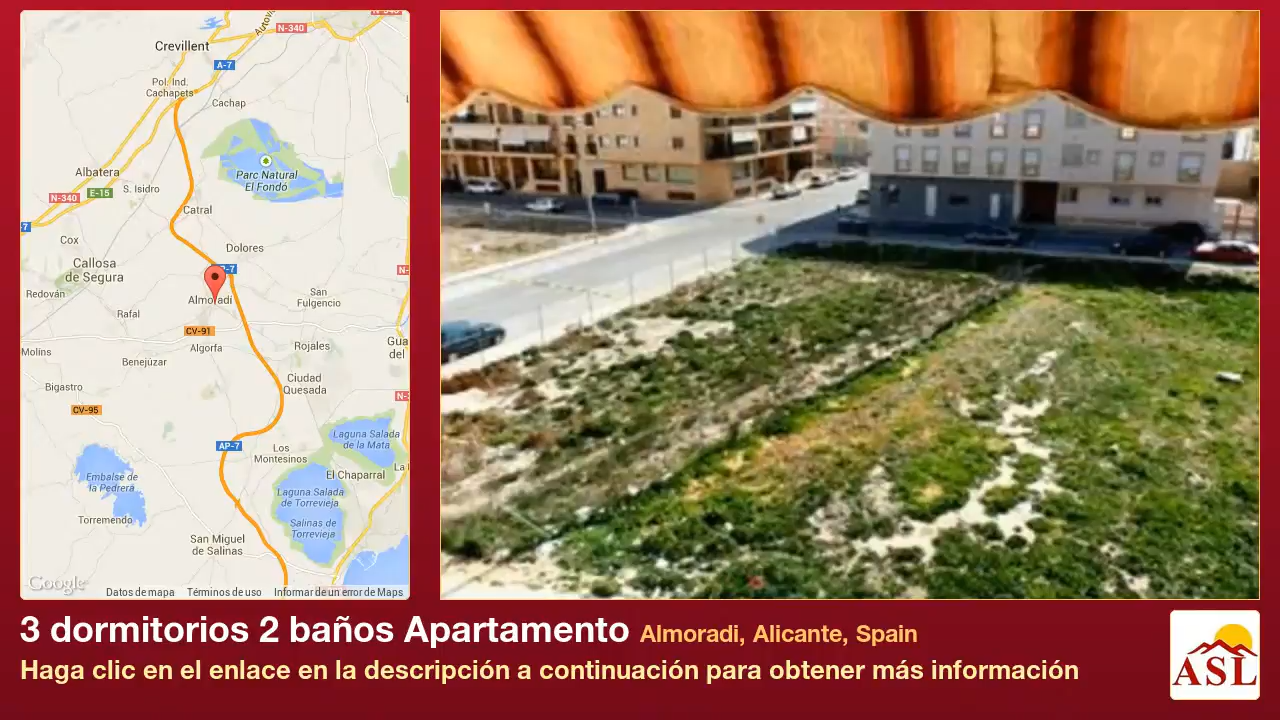 N-340
Crevillent
A-7
Pol. Ind.
Cachapets
Cachap
Parc Natural
El Fondó
Albatera
E-15
S. Isidro
N-340
Catral
Cox
Dolores
Callosa
de Segura
Redován
Almoradí
San
Fulgencio
Rafal
CV-91
Molins
Algorfa
Rojales
Benejúzar
Ciudad
Quesada
Bigastro
CV-95
AP-7
Laguna Salada
de la Mata
Los
Montesinos
El Chaparral
Embalse de
la Pedrera
Laguna Salada
de Torrevieja
Torremendo
Salinas de
Torrevieja
San Miguel
de Salinas
Google
Datos de mapa Términos de uso Informar de un error de Maps
3 dormitorios 2 baños Apartamento Almoradi, Alicante, Spain
Haga clic en el enlace en la descripción a continuación para obtener más información
ASL